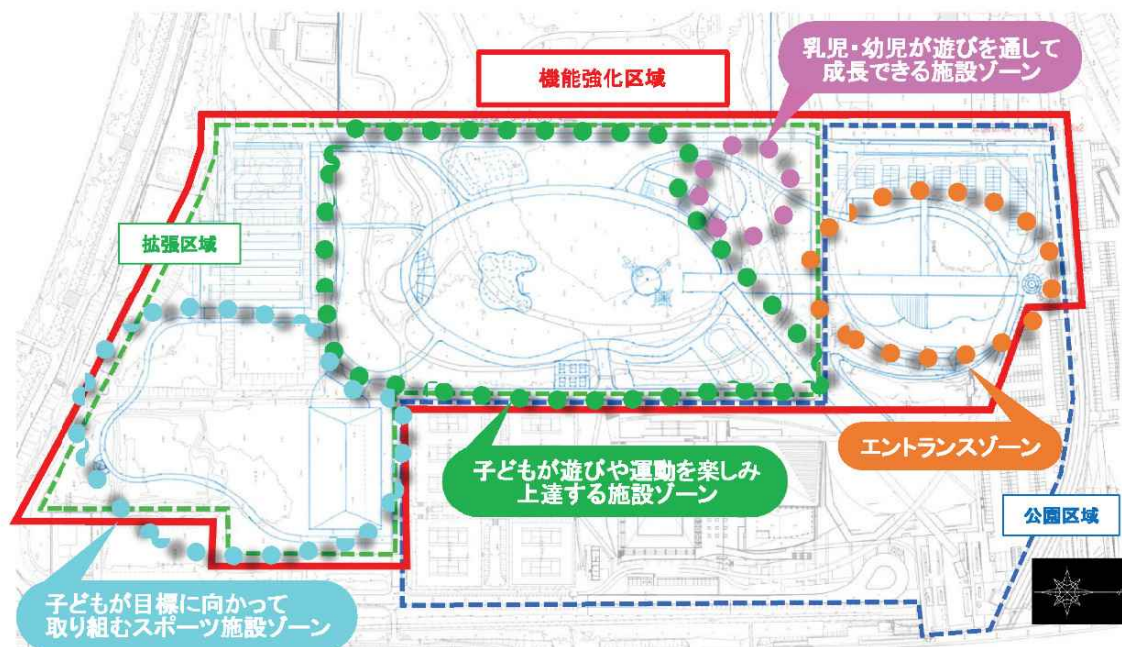 乳児・幼児が遊びを通して
成長できる施設ゾーン
機能強化区域
拡張区域
エントランスゾーン
子どもが遊びや運動を楽しみ
上達する施設ゾーン
公園区域
子どもが目標に向かって
取り組むスポーツ施設ゾーン